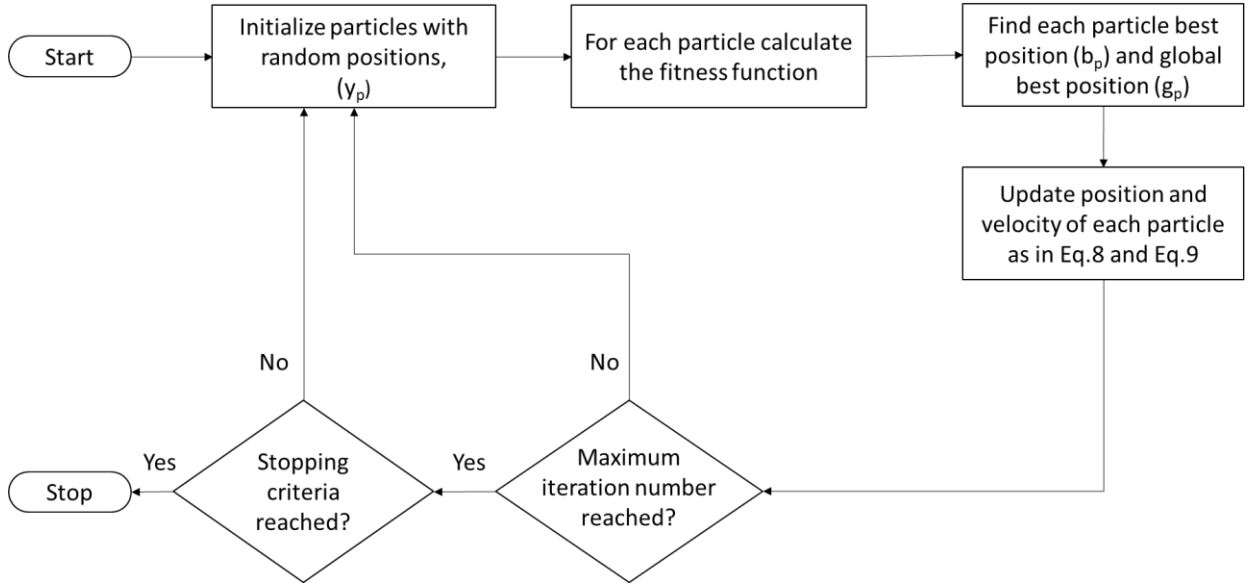 Start
Initialize particles with
random positions,
(yₚ)
For each particle calculate
the fitness function
Find each particle best
position (bₚ) and global
best position (gₚ)
Update position and
velocity of each particle
as in Eq.8 and Eq.9
No
No
Maximum
iteration number
reached?
Yes
Stopping
criteria
reached?
Yes
Stop